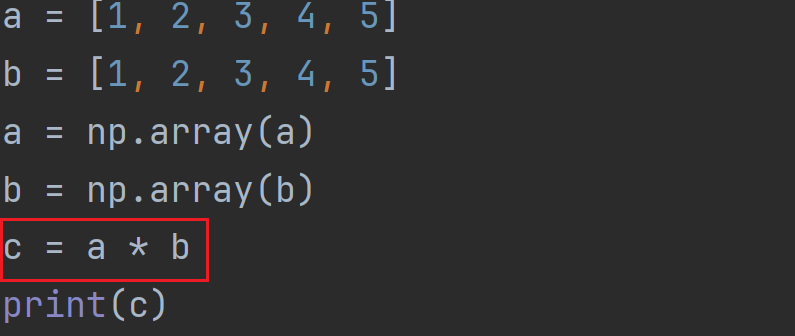 a = [1, 2, 3, 4, 5]
b = [1, 2, 3, 4, 5]
a = np.array(a)
b = np.array(b)
c = a * b
print(c)